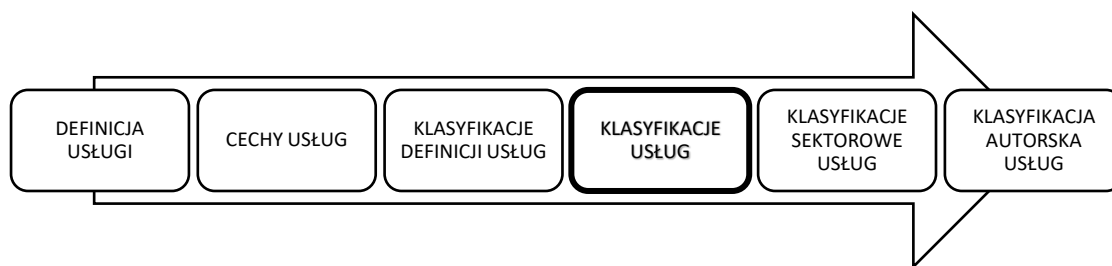 DEFINICJA
USŁUGI
CECHY USŁUG
KLASYFIKACJE
DEFINICJI USŁUG
KLASYFIKACJE
USŁUG
KLASYFIKACJE
SEKTOROWE
USŁUG
KLASYFIKACJA
AUTORSKA
USŁUG